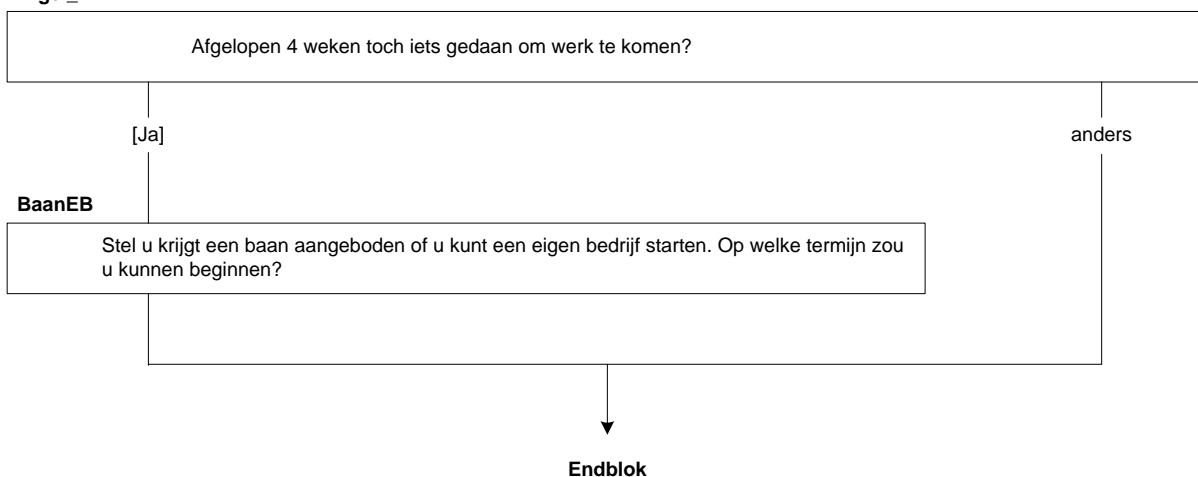 Afgelopen 4 weken toch iets gedaan om werk te komen?
[Ja]
anders
BaanEB
Stel u krijgt een baan aangeboden of u kunt een eigen bedrijf starten. Op welke termijn zou
u kunnen beginnen?
Endblok